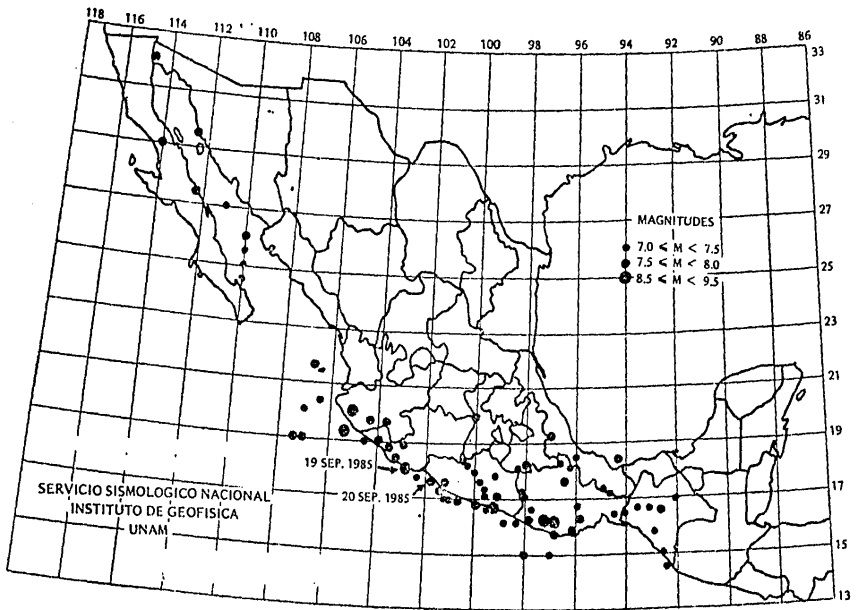 118 116 114 112 110 108 106 104 102 100 98 96 94 92 90 88 86
33
31
29
27
MAGNITUDES
7.0 ⩽ M < 7.5
7.5 ⩽ M < 8.0
8.5 ⩽ M < 9.5
25
23
21
19
19 SEP. 1985
20 SEP. 1985
17
SERVICIO SISMOLOGICO NACIONAL
INSTITUTO DE GEOFISICA
UNAM
15
13